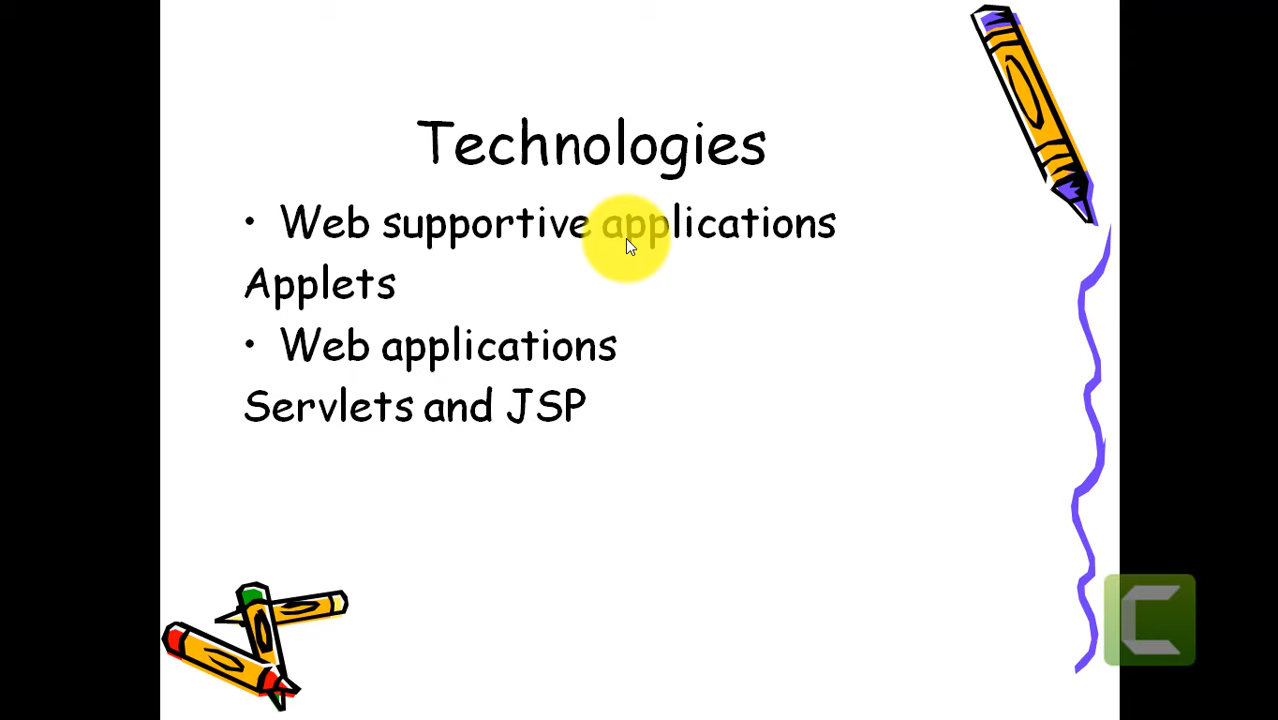 Technologies
• Web supportive applications
Applets
• Web applications
Servlets and JSP